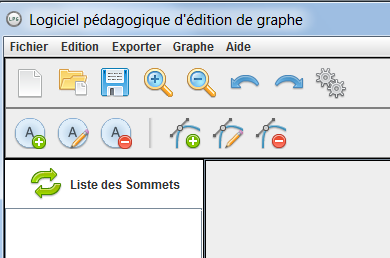 Logiciel pédagogique d'édition de graphe
Fichier Edition Exporter Graphe Aide
A A A
Liste des Sommets